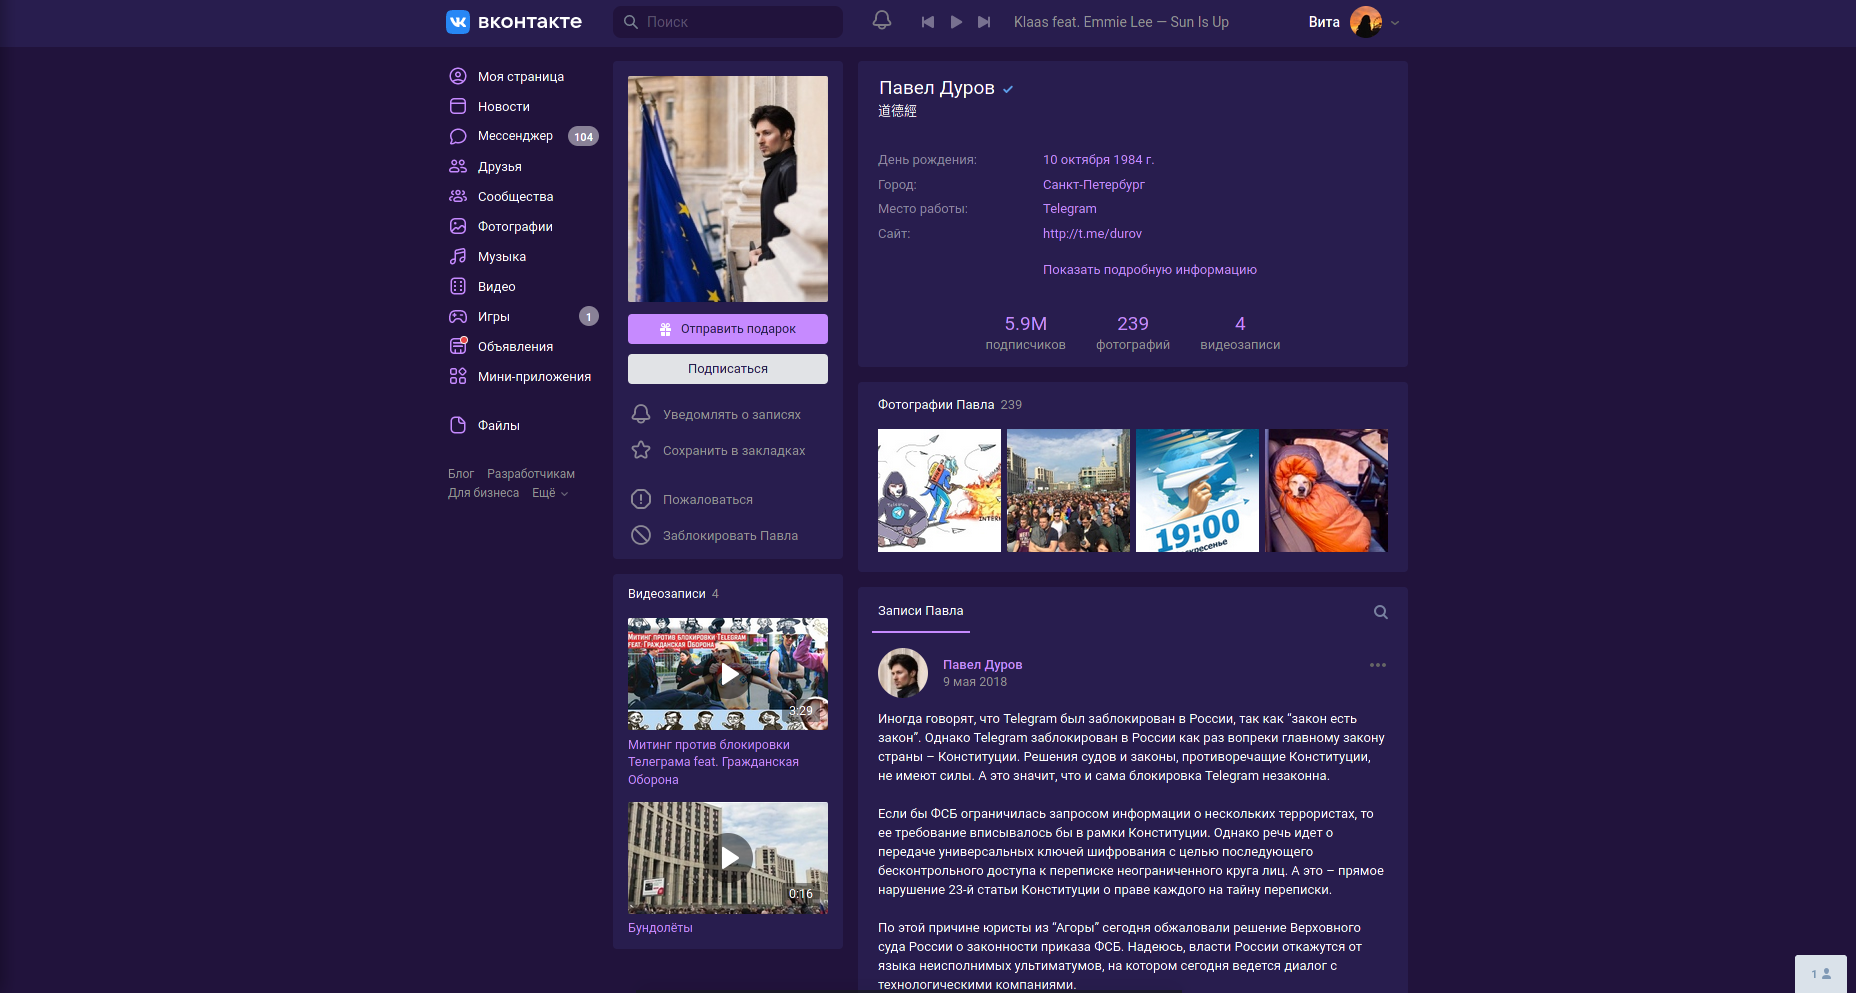 вконтакте
Поиск
Klaas feat. Emmie Lee — Sun Is Up
Вита
Моя страница
Новости
Мессенджер 104
Друзья
Сообщества
Фотографии
Музыка
Видео
Игры 1
Объявления
Мини-приложения
Файлы
Блог Разработчикам
Для бизнеса Ещё
Отправить подарок
Подписаться
Уведомлять о записях
Сохранить в закладках
Пожаловаться
Заблокировать Павла
Видеозаписи 4
Митинг против блокировки Telegram
feat. Гражданская Оборона
3:29
Митинг против блокировки
Телеграма feat. Гражданская
Оборона
0:16
Бундолёты
Павел Дуров
道德經
День рождения: 10 октября 1984 г.
Город: Санкт-Петербург
Место работы: Telegram
Сайт: http://t.me/durov
Показать подробную информацию
5.9M 239 4
подписчиков фотографий видеозаписи
Фотографии Павла 239
19:00
Записи Павла
Павел Дуров
9 мая 2018
Иногда говорят, что Telegram был заблокирован в России, так как “закон есть
закон”. Однако Telegram заблокирован в России как раз вопреки главному закону
страны – Конституции. Решения судов и законы, противоречащие Конституции,
не имеют силы. А это значит, что и сама блокировка Telegram незаконна.
Если бы ФСБ ограничилась запросом информации о нескольких террористах, то
ее требование вписывалось бы в рамки Конституции. Однако речь идет о
передаче универсальных ключей шифрования с целью последующего
бесконтрольного доступа к переписке неограниченного круга лиц. А это – прямое
нарушение 23-й статьи Конституции о праве каждого на тайну переписки.
По этой причине юристы из “Агоры” сегодня обжаловали решение Верховного
суда России о законности приказа ФСБ. Надеюсь, власти России откажутся от
языка неисполнимых ультиматумов, на котором сегодня ведется диалог с
технологическими компаниями.
1